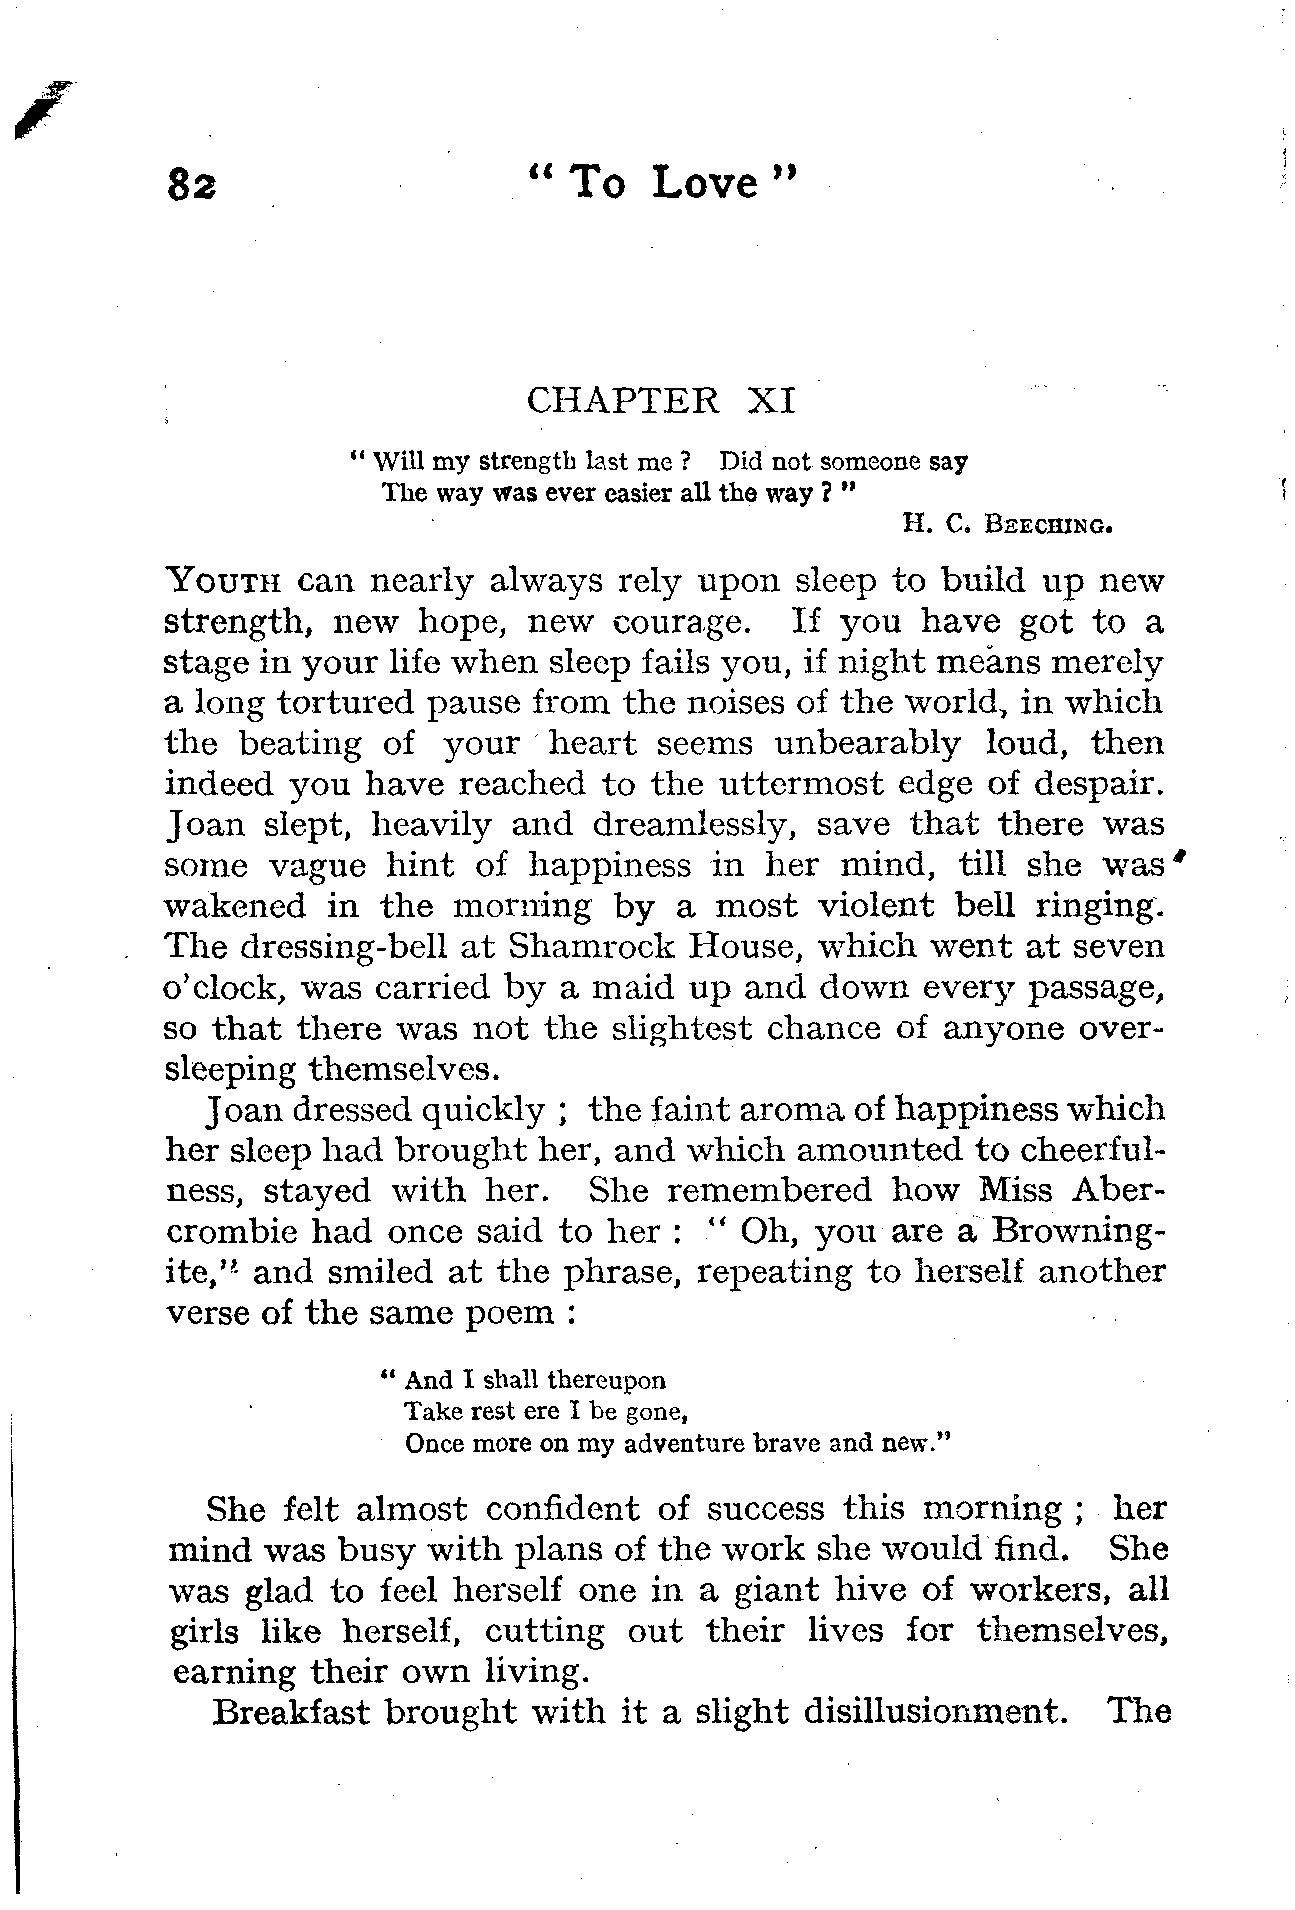 82 “ To Love ”
CHAPTER XI
“ Will my strength last me ? Did not someone say
The way was ever easier all the way ? ”
H. C. BEECHING.
YOUTH can nearly always rely upon sleep to build up new
strength, new hope, new courage. If you have got to a
stage in your life when sleep fails you, if night means merely
a long tortured pause from the noises of the world, in which
the beating of your heart seems unbearably loud, then
indeed you have reached to the uttermost edge of despair.
Joan slept, heavily and dreamlessly, save that there was
some vague hint of happiness in her mind, till she was
wakened in the morning by a most violent bell ringing.
The dressing-bell at Shamrock House, which went at seven
o’clock, was carried by a maid up and down every passage,
so that there was not the slightest chance of anyone over-
sleeping themselves.
Joan dressed quickly ; the faint aroma of happiness which
her sleep had brought her, and which amounted to cheerful-
ness, stayed with her. She remembered how Miss Aber-
crombie had once said to her : “ Oh, you are a Browning-
ite,” and smiled at the phrase, repeating to herself another
verse of the same poem :
“ And I shall thereupon
Take rest ere I be gone,
Once more on my adventure brave and new.”
She felt almost confident of success this morning ; her
mind was busy with plans of the work she would find. She
was glad to feel herself one in a giant hive of workers, all
girls like herself, cutting out their lives for themselves,
earning their own living.
Breakfast brought with it a slight disillusionment. The